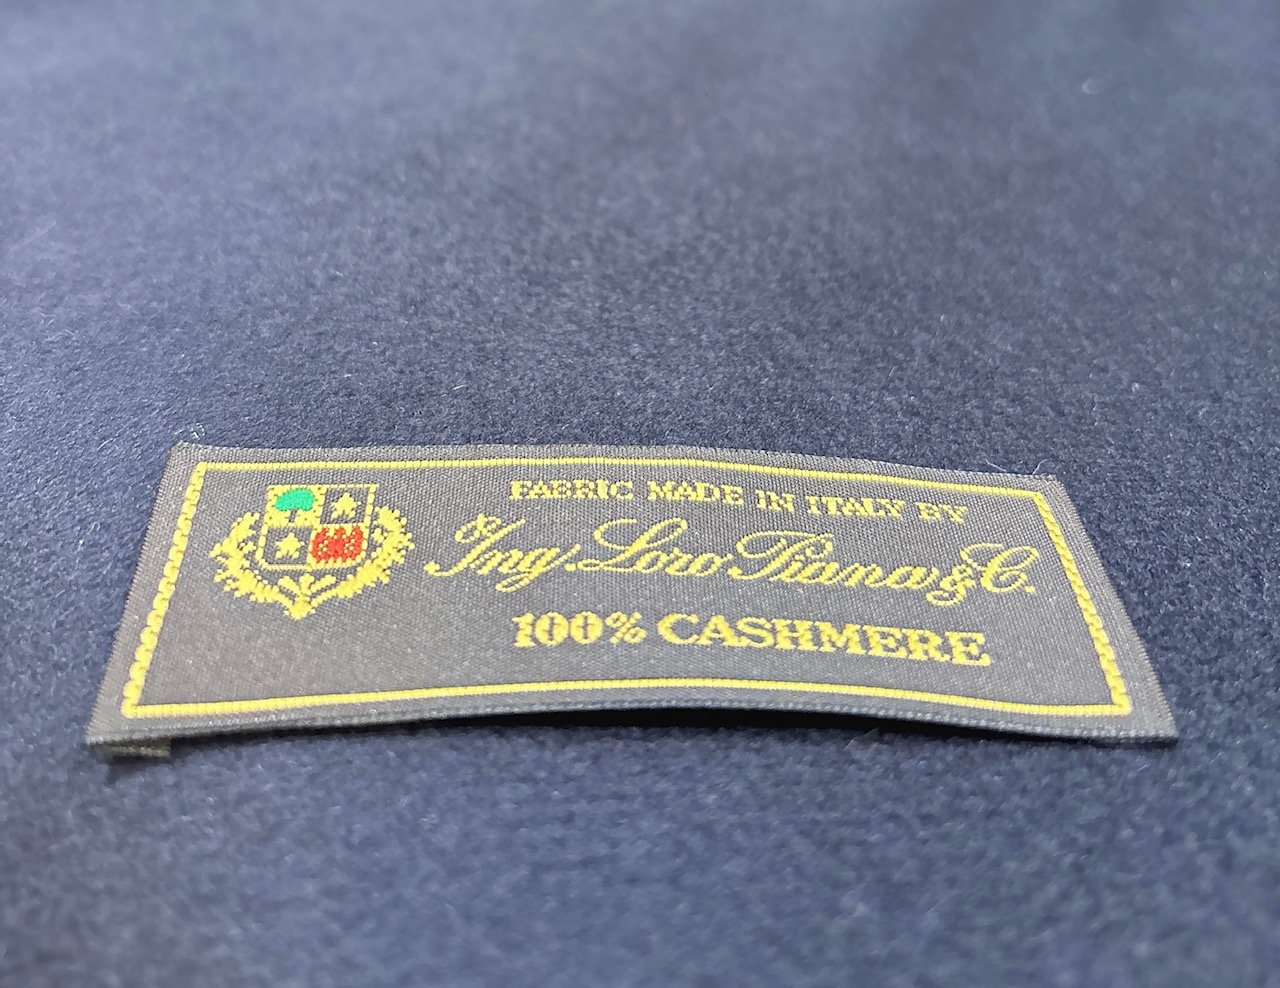 FABRIC MADE IN ITALY BY
Ing. Loro Piana & C.
100% CASHMERE